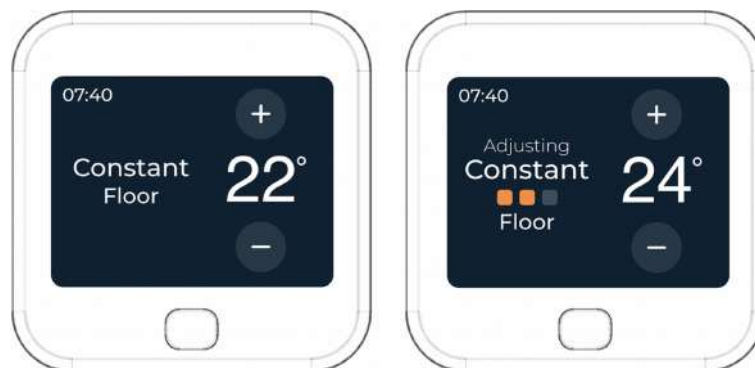 07:40
+
Constant
Floor
22°
−
07:40
+
Adjusting
Constant
Floor
24°
−